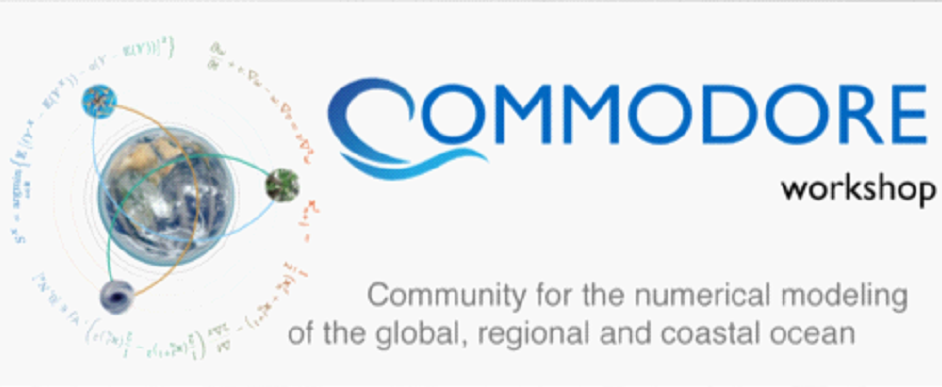 COMMODORE
workshop
Community for the numerical modeling
of the global, regional and coastal ocean